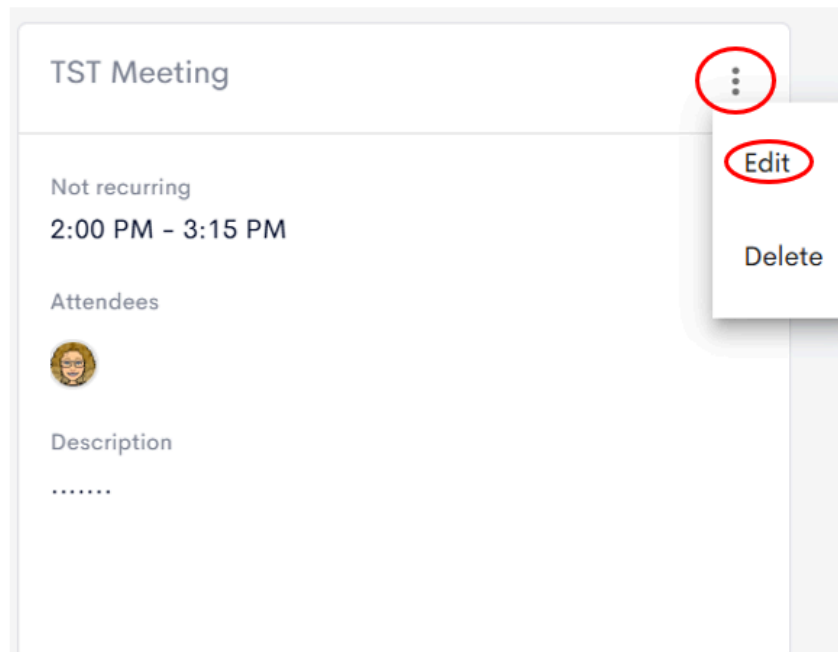 TST Meeting
Edit
Not recurring
2:00 PM – 3:15 PM
Delete
Attendees
Description
.......